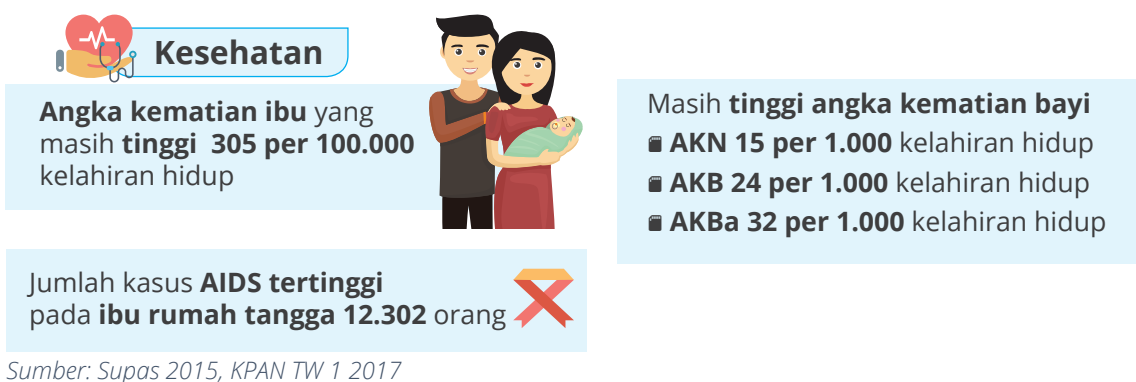 Kesehatan
Angka kematian ibu yang
masih tinggi 305 per 100.000
kelahiran hidup
Masih tinggi angka kematian bayi
AKN 15 per 1.000 kelahiran hidup
AKB 24 per 1.000 kelahiran hidup
AKBa 32 per 1.000 kelahiran hidup
Jumlah kasus AIDS tertinggi
pada ibu rumah tangga 12.302 orang
Sumber: Supas 2015, KPAN TW 1 2017